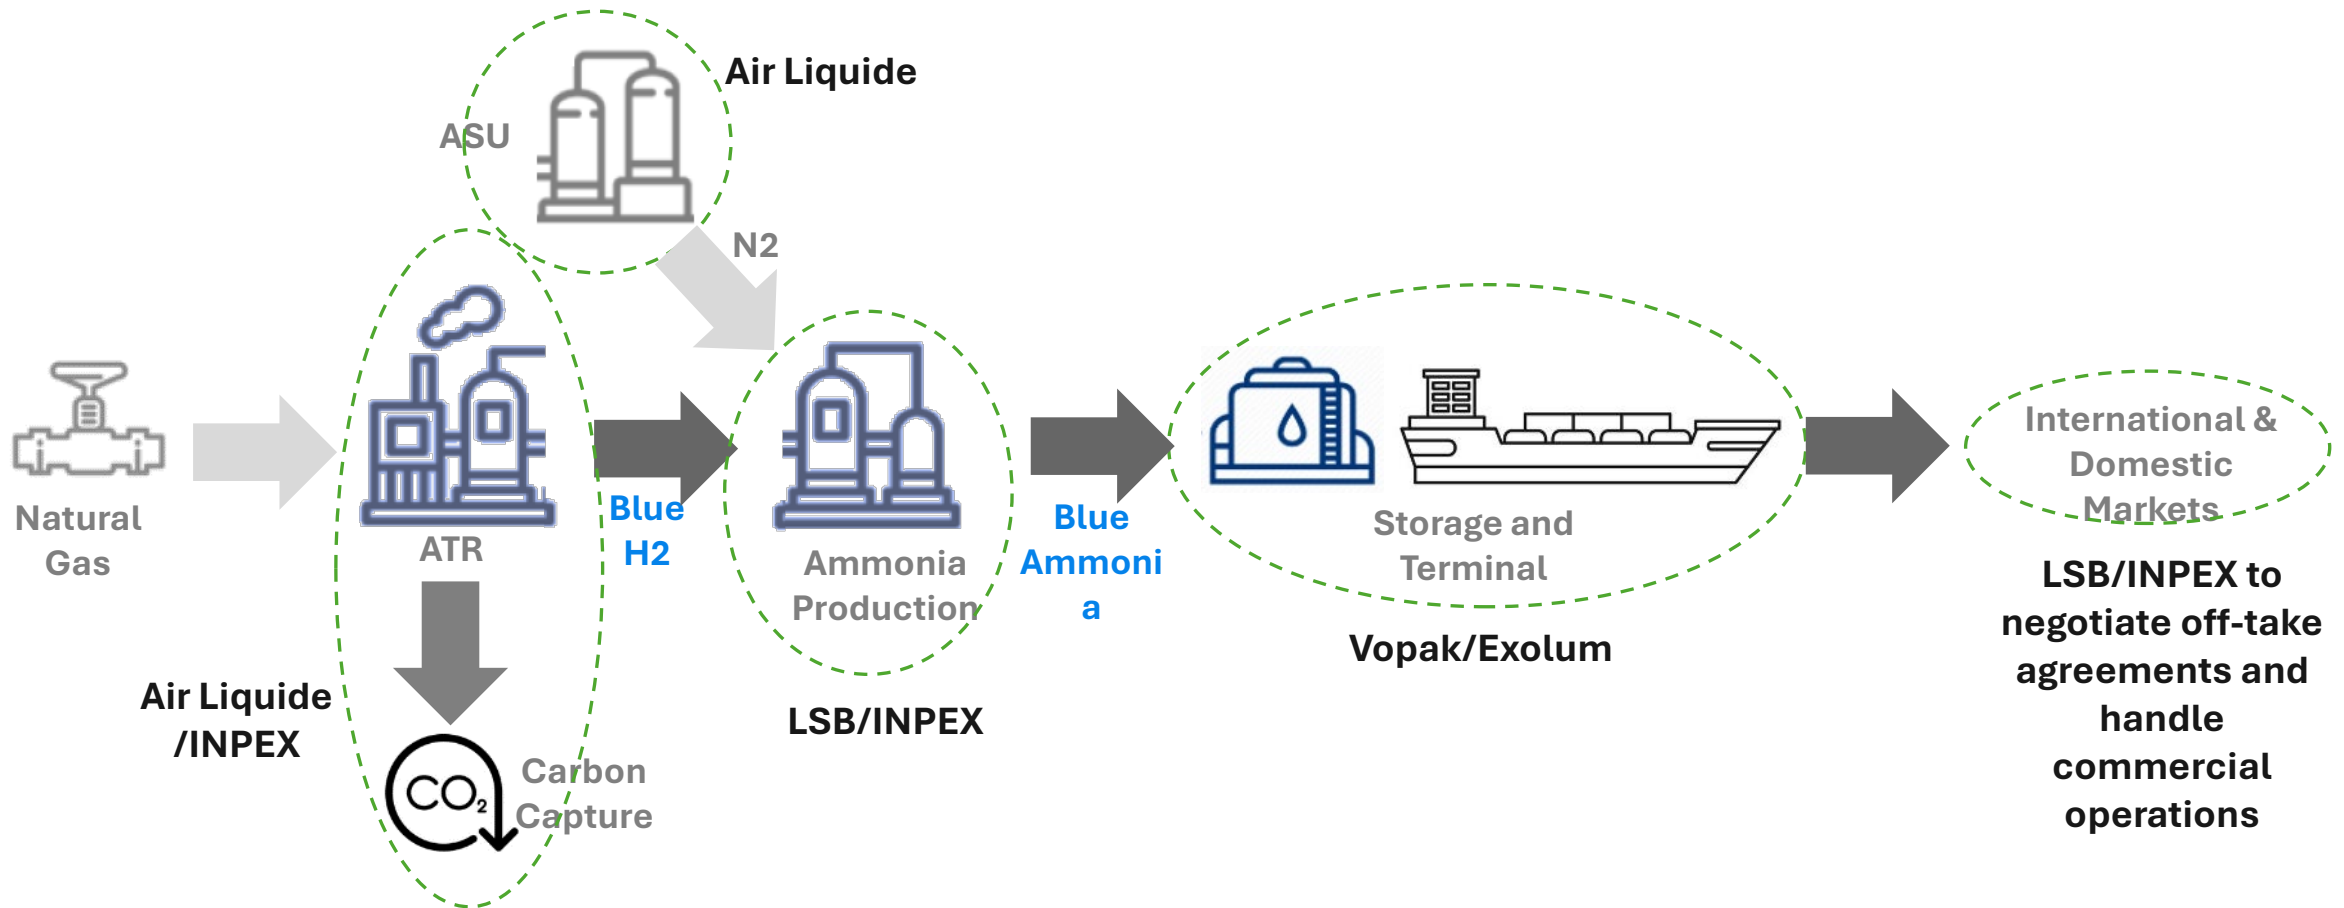 Air Liquide
ASU
N2
Natural
Gas
ATR
Blue
H2
Ammonia
Production
Blue
Ammoni
a
Storage and
Terminal
International &
Domestic
Markets
Air Liquide
/INPEX
CO2
Carbon
Capture
LSB/INPEX
Vopak/Exolum
LSB/INPEX to
negotiate off-take
agreements and
handle
commercial
operations